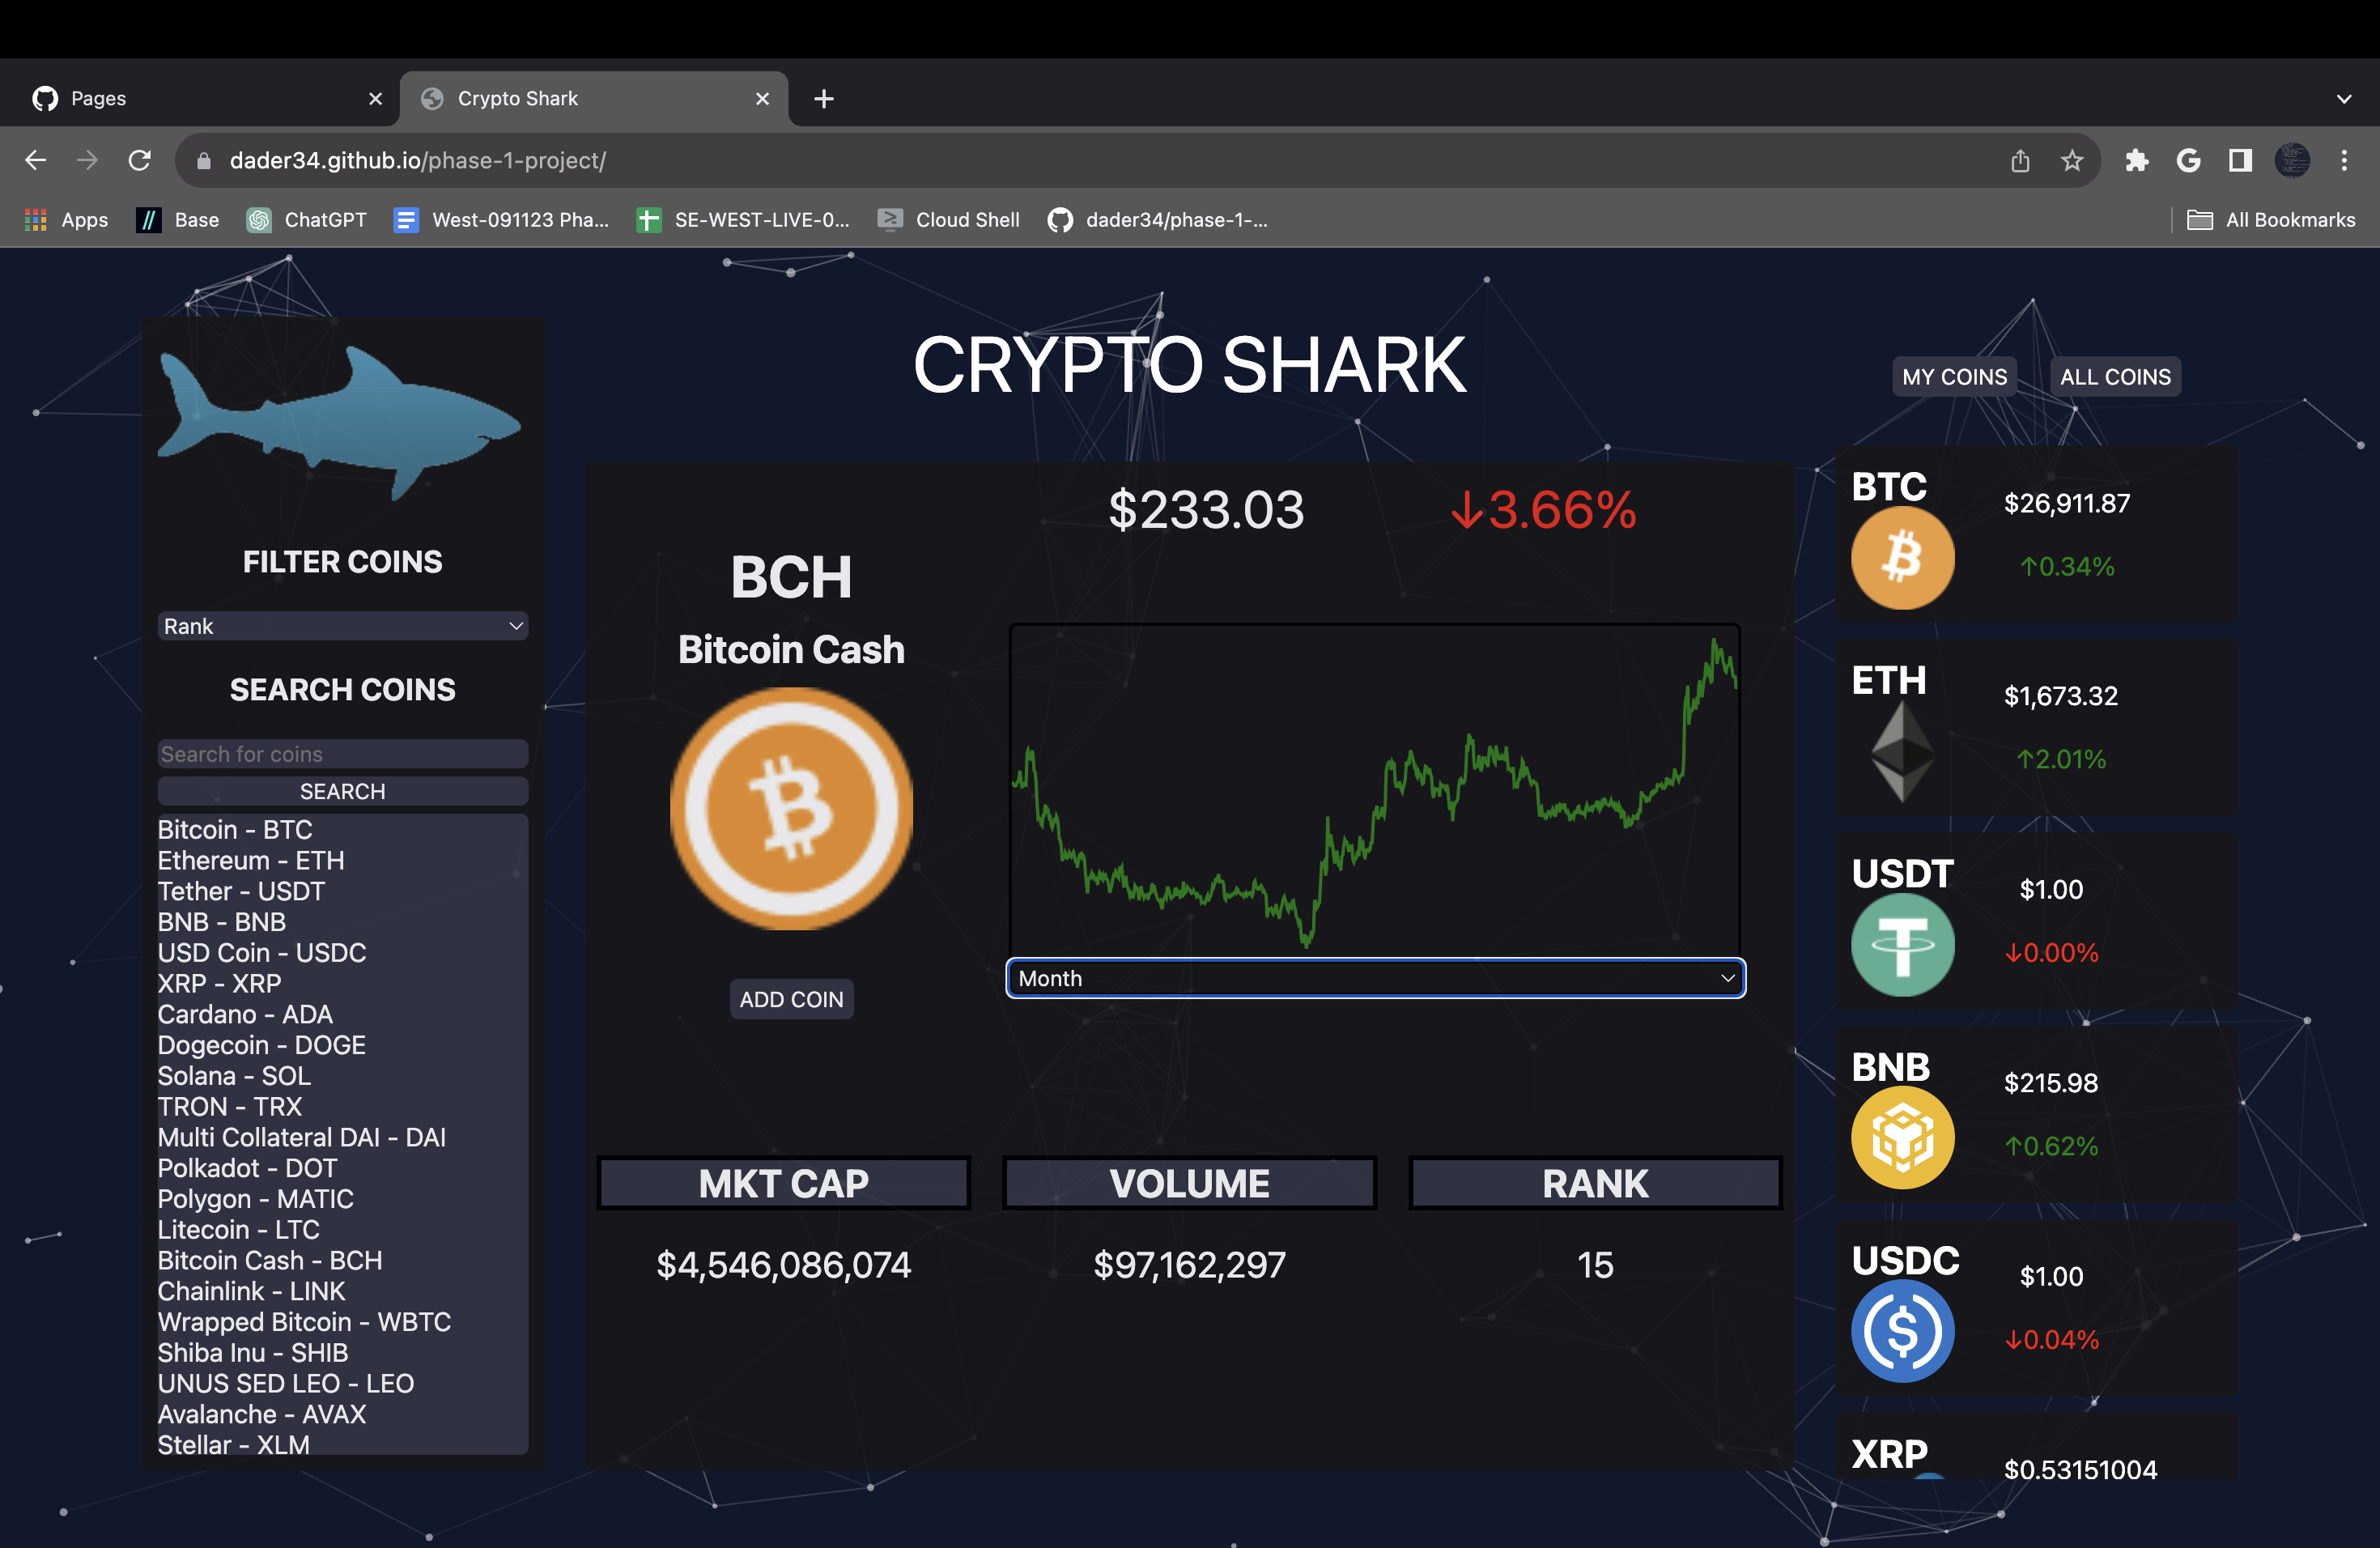 Pages
Crypto Shark
dader34.github.io/phase-1-project/
Apps
Base
ChatGPT
West-091123 Pha...
SE-WEST-LIVE-0...
Cloud Shell
dader34/phase-1-...
All Bookmarks
CRYPTO SHARK
MY COINS
ALL COINS
FILTER COINS
Rank
SEARCH COINS
Search for coins
SEARCH
Bitcoin - BTC
Ethereum - ETH
Tether - USDT
BNB - BNB
USD Coin - USDC
XRP - XRP
Cardano - ADA
Dogecoin - DOGE
Solana - SOL
TRON - TRX
Multi Collateral DAI - DAI
Polkadot - DOT
Polygon - MATIC
Litecoin - LTC
Bitcoin Cash - BCH
Chainlink - LINK
Wrapped Bitcoin - WBTC
Shiba Inu - SHIB
UNUS SED LEO - LEO
Avalanche - AVAX
Stellar - XLM
$233.03
↓3.66%
BCH
Bitcoin Cash
ADD COIN
Month
MKT CAP
VOLUME
RANK
$4,546,086,074
$97,162,297
15
BTC
$26,911.87
↑0.34%
ETH
$1,673.32
↑2.01%
USDT
$1.00
↓0.00%
BNB
$215.98
↑0.62%
USDC
$1.00
↓0.04%
XRP
$0.53151004